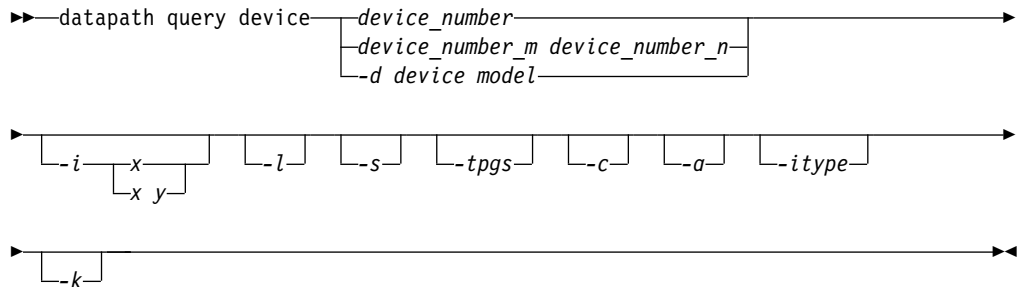 datapath query device device_number
device_number_m device_number_n
-d device model
-i x -l -s -tpgs -c -a -itype
x y
-k